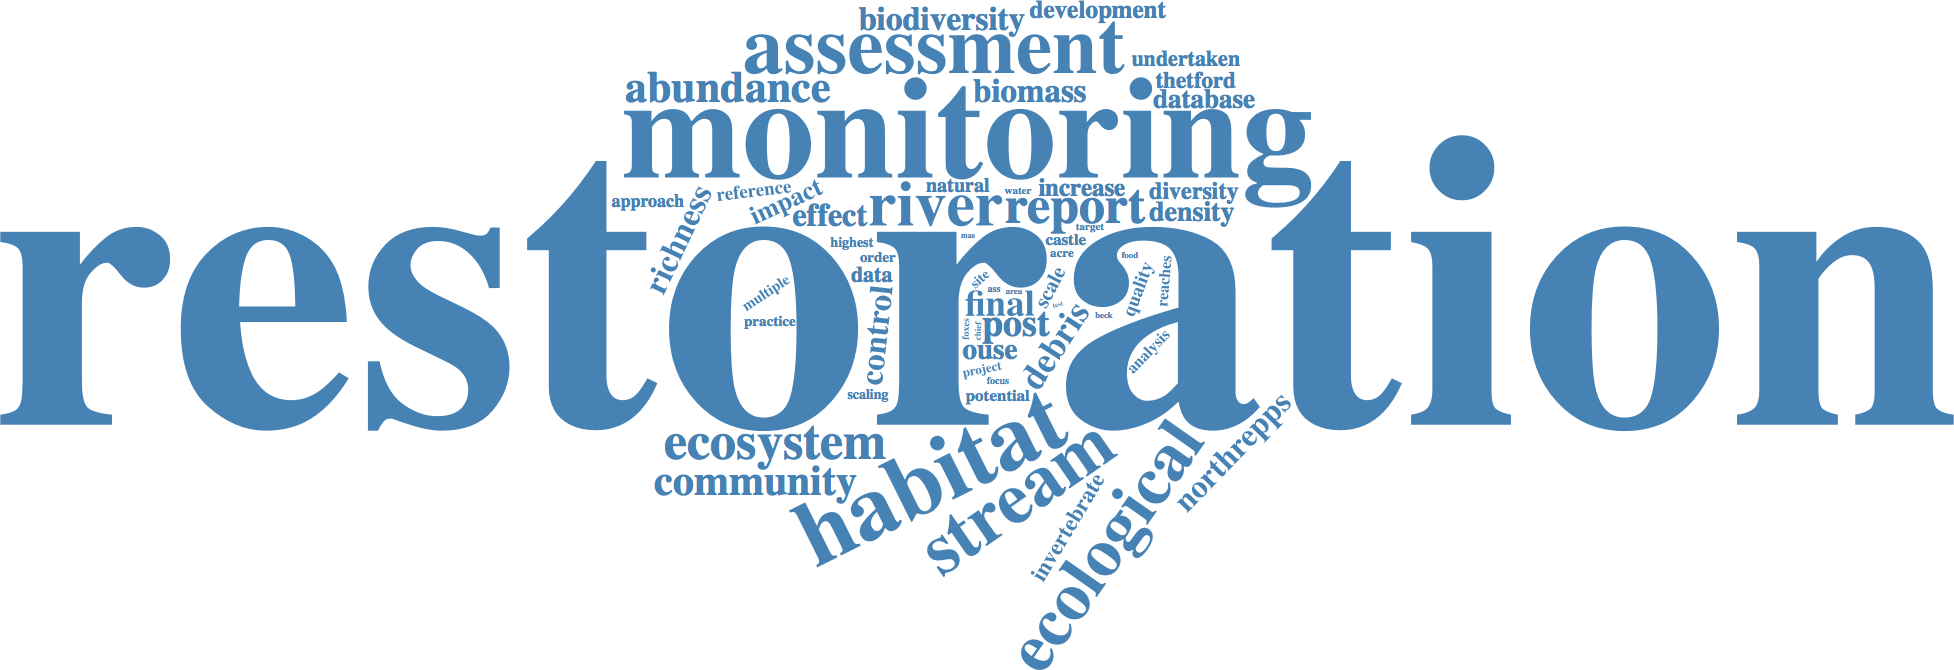 development
biodiversity
assessment
undertaken
thetford
abundance
biomass
database
monitoring
approach
reference
impact
natural
water
increase
diversity
richness
effect
river
report
density
restoration
highest
mas
target
castle
order
acre
food
data
multiple
site
scale
quality
reaches
ass
area
final
test
practice
control
foxes
chief
post
debris
beck
ouse
analysis
project
focus
scaling
potential
ecosystem
habitat
community
stream
ecological
northrepps
invertebrate